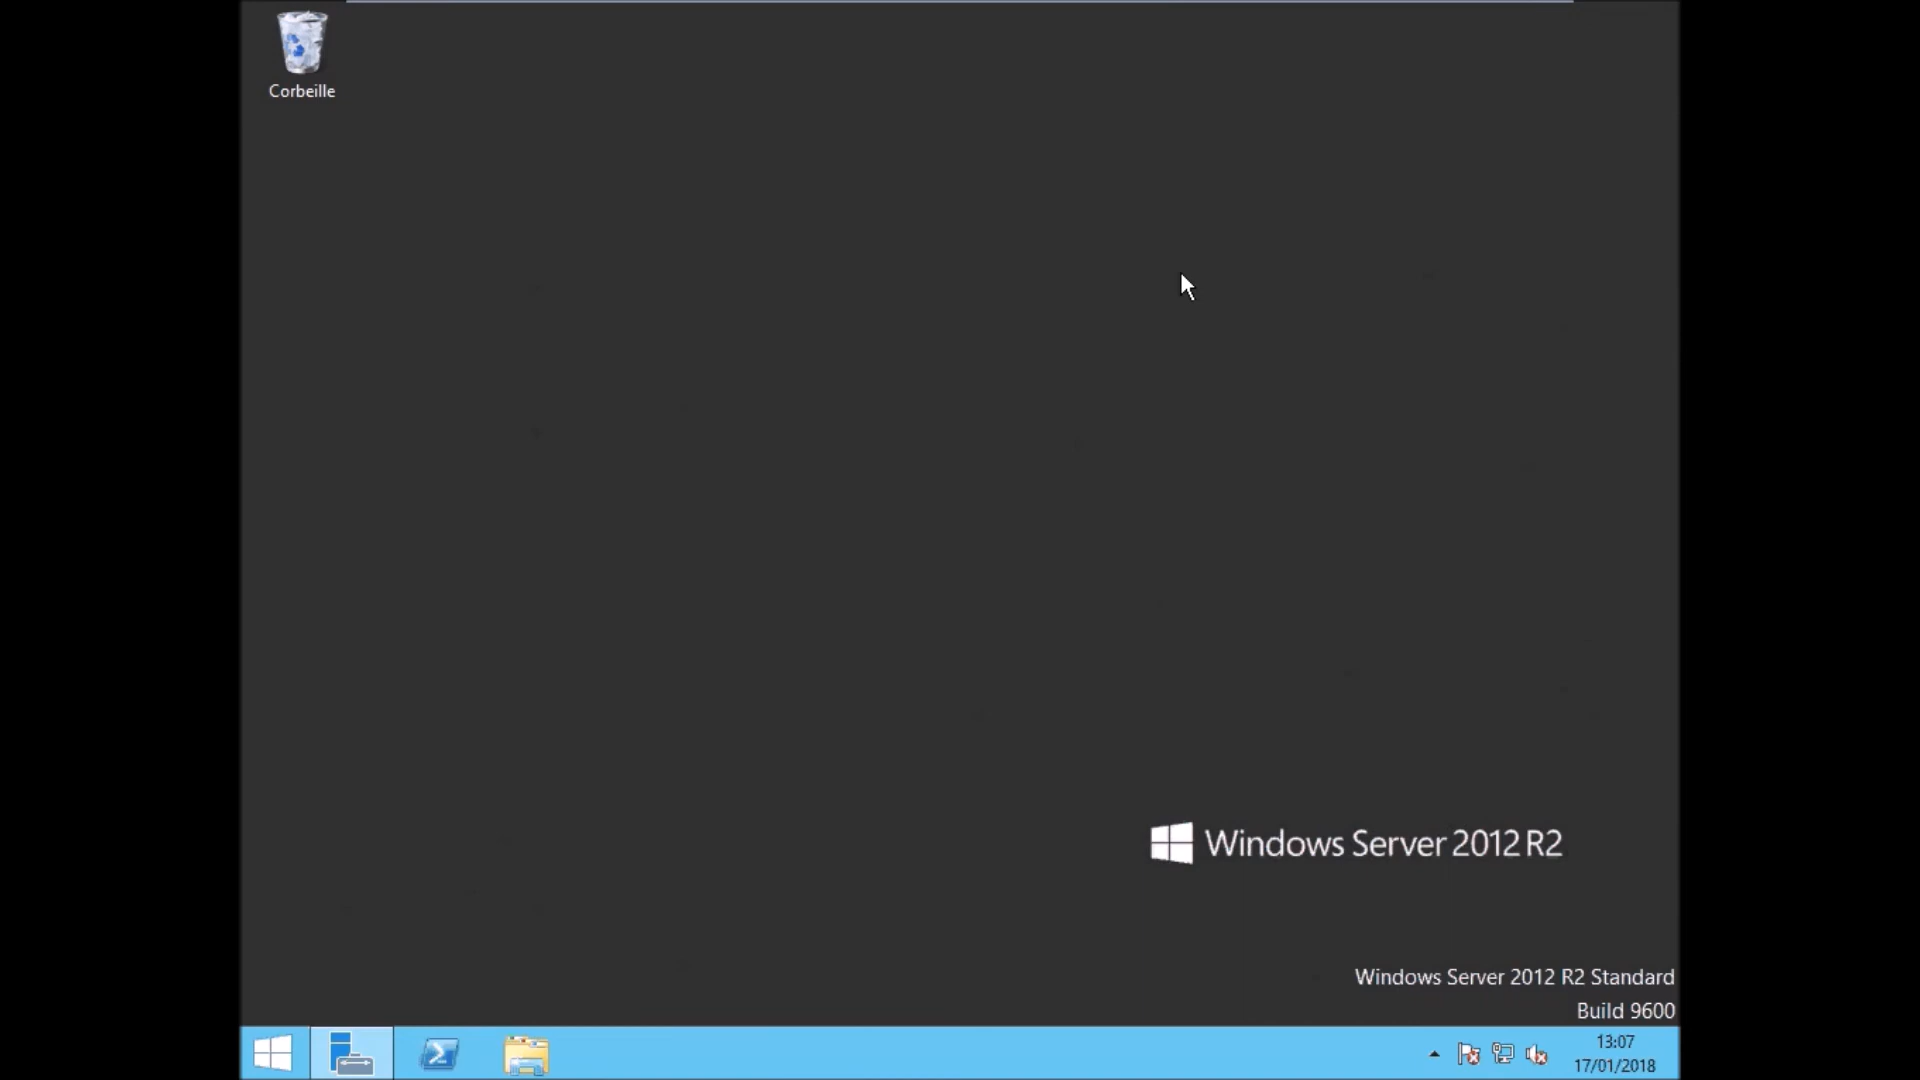 Corbeille
Windows Server 2012 R2
Windows Server 2012 R2 Standard
Build 9600
13:07
17/01/2018